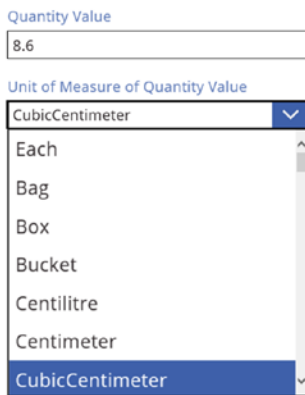 Quantity Value
8.6
Unit of Measure of Quantity Value
CubicCentimeter
Each
Bag
Box
Bucket
Centilitre
Centimeter
CubicCentimeter